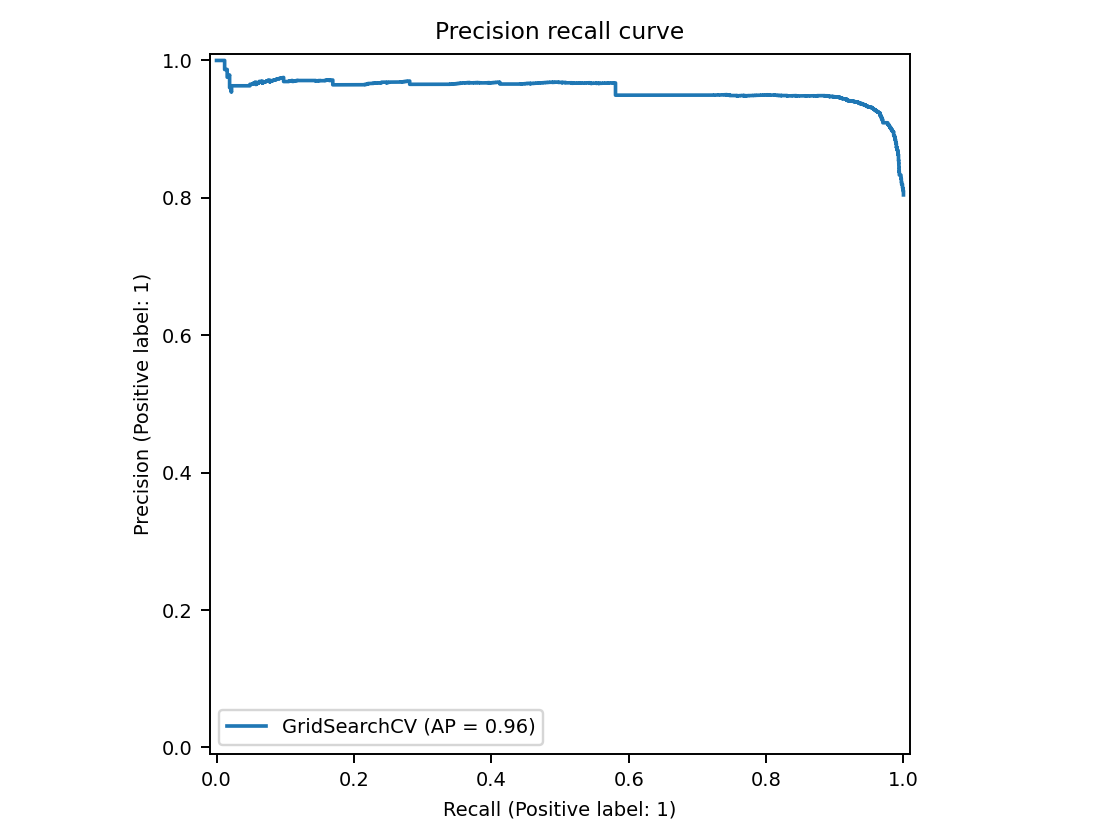 Precision recall curve
1.0
0.8
0.6
0.4
0.2
0.0
Precision (Positive label: 1)
GridSearchCV (AP = 0.96)
0.0 0.2 0.4 0.6 0.8 1.0
Recall (Positive label: 1)